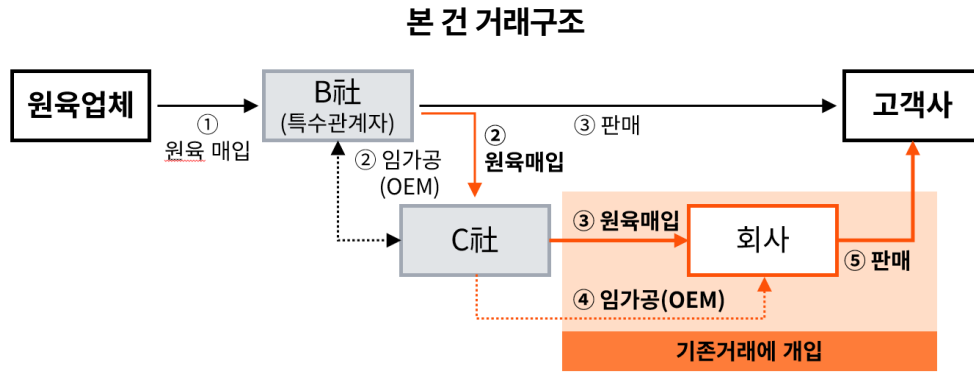 본 건 거래구조
원육업체
①
원육 매입
B社
(특수관계자)
② 임가공
(OEM)
②
원육매입
③ 판매
고객사
C社
③ 원육매입
회사
④ 임가공(OEM)
⑤ 판매
기존거래에 개입